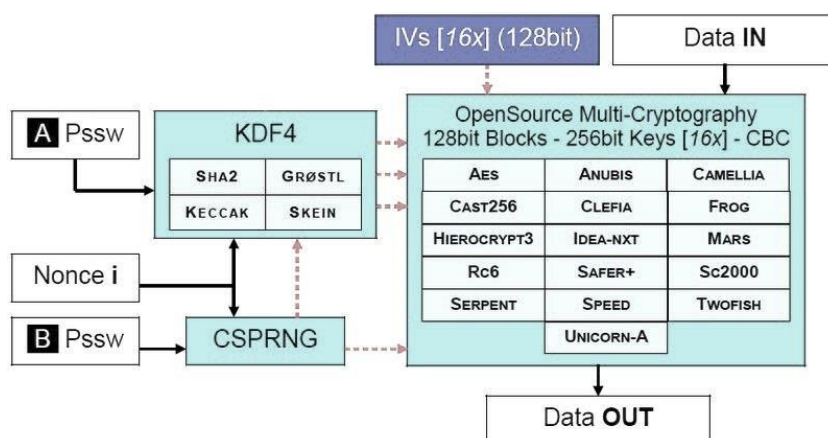 IVs [16x] (128bit)
Data IN
A Pssw
KDF4
SHA2 GRØSTL
KECCAK SKEIN
OpenSource Multi-Cryptography
128bit Blocks - 256bit Keys [16x] - CBC
AES ANUBIS CAMELLIA
CAST256 CLEFIA FROG
HIEROCRYPT3 IDEA-NXT MARS
RC6 SAFER+ SC2000
SERPENT SPEED TWOFISH
UNICORN-A
Nonce i
B Pssw
CSPRNG
Data OUT